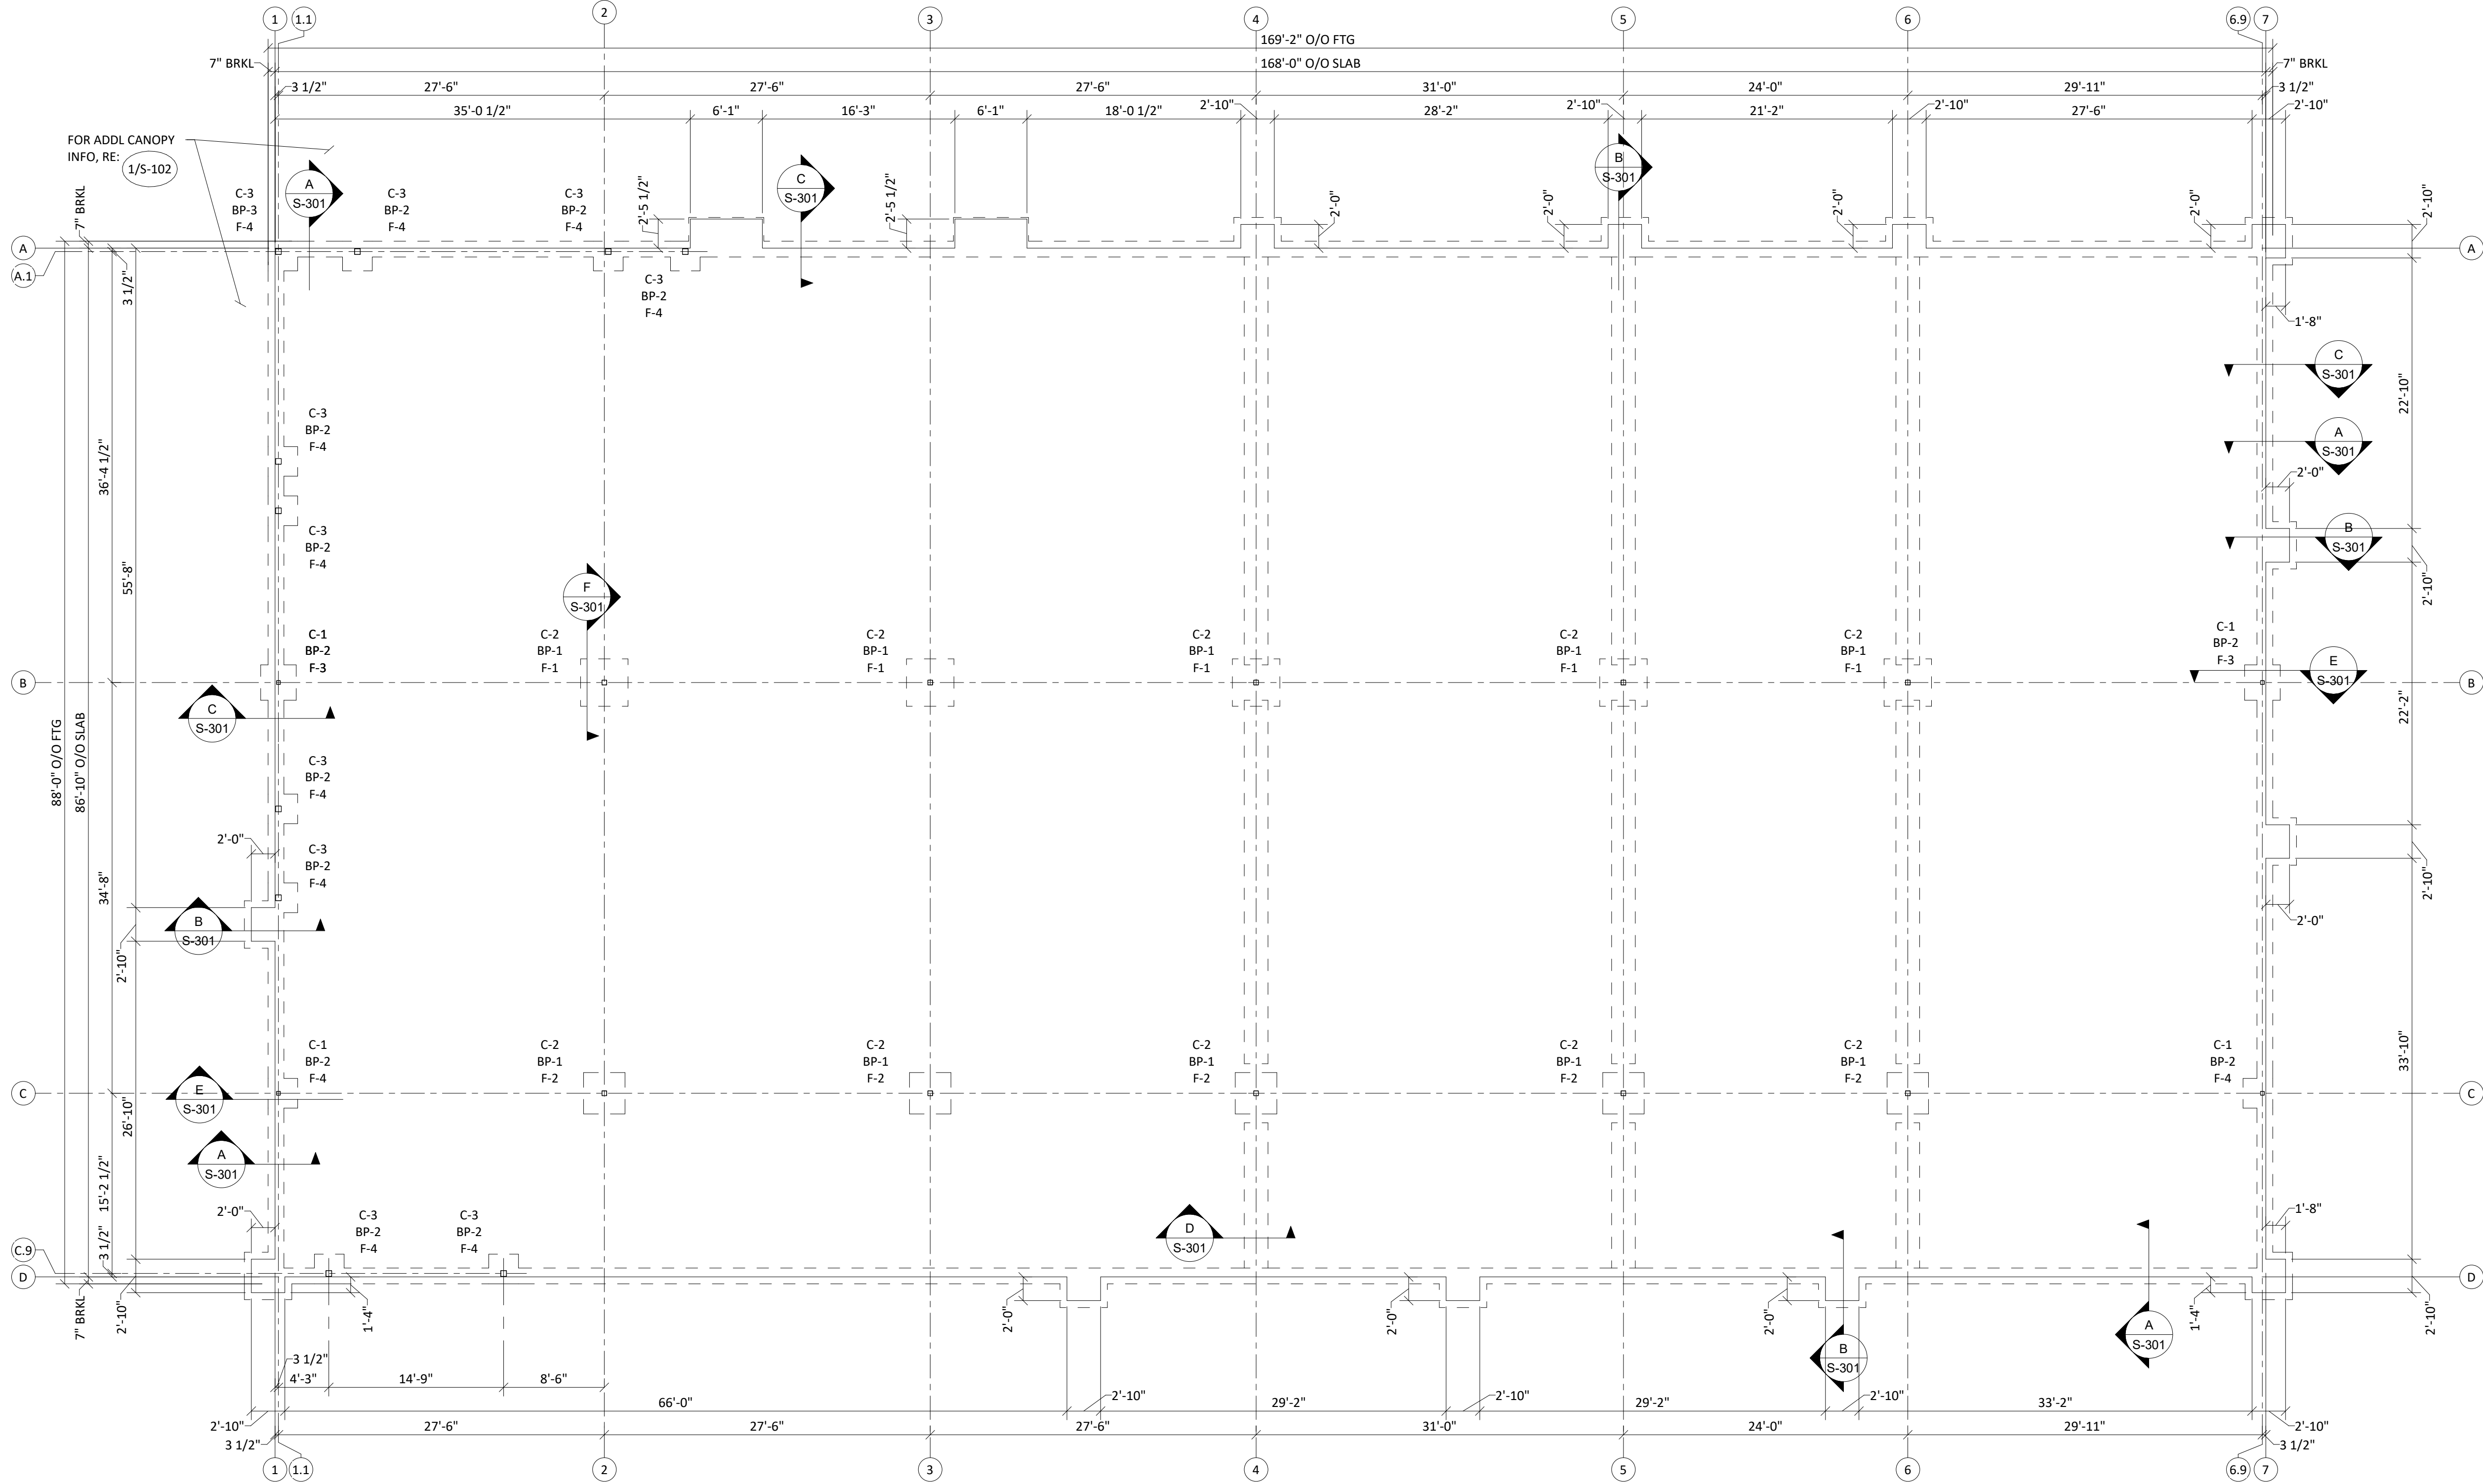 1
1.1
2
3
4
5
6
6.9
7
169'-2" O/O FTG
7" BRKL
168'-0" O/O SLAB
7" BRKL
3 1/2"
27'-6"
27'-6"
27'-6"
31'-0"
24'-0"
29'-11"
3 1/2"
35'-0 1/2"
6'-1"
16'-3"
6'-1"
18'-0 1/2"
2'-10"
28'-2"
2'-10"
21'-2"
2'-10"
27'-6"
2'-10"
FOR ADDL CANOPY
INFO, RE:
1/S-102
A
S-301
C
S-301
B
S-301
7" BRKL
C-3
BP-3
F-4
C-3
BP-2
F-4
C-3
BP-2
F-4
2'-5 1/2"
2'-5 1/2"
2'-0"
2'-0"
2'-0"
2'-0"
2'-10"
A
A
A.1
3 1/2"
C-3
BP-2
F-4
1'-8"
C
S-301
22'-10"
C-3
BP-2
F-4
A
S-301
36'-4 1/2"
2'-0"
C-3
BP-2
F-4
B
S-301
55'-8"
2'-10"
F
S-301
C-1
BP-2
F-3
C-2
BP-1
F-1
C-2
BP-1
F-1
C-2
BP-1
F-1
C-2
BP-1
F-1
C-2
BP-1
F-1
C-1
BP-2
F-3
E
S-301
B
B
C
S-301
22'-2"
88'-0" O/O FTG
86'-10" O/O SLAB
C-3
BP-2
F-4
2'-0"
C-3
BP-2
F-4
34'-8"
2'-10"
B
S-301
2'-0"
2'-10"
C-1
BP-2
F-4
C-2
BP-1
F-2
C-2
BP-1
F-2
C-2
BP-1
F-2
C-2
BP-1
F-2
C-2
BP-1
F-2
C-1
BP-2
F-4
33'-10"
C
C
E
S-301
26'-10"
A
S-301
15'-2 1/2"
2'-0"
C-3
BP-2
F-4
C-3
BP-2
F-4
D
S-301
1'-8"
3 1/2"
C.9
D
D
7" BRKL
2'-10"
1'-4"
2'-0"
2'-0"
2'-0"
1'-4"
2'-10"
B
S-301
A
S-301
3 1/2"
4'-3"
14'-9"
8'-6"
2'-10"
66'-0"
2'-10"
29'-2"
2'-10"
29'-2"
2'-10"
33'-2"
2'-10"
3 1/2"
27'-6"
27'-6"
27'-6"
31'-0"
24'-0"
29'-11"
3 1/2"
1
1.1
2
3
4
5
6
6.9
7